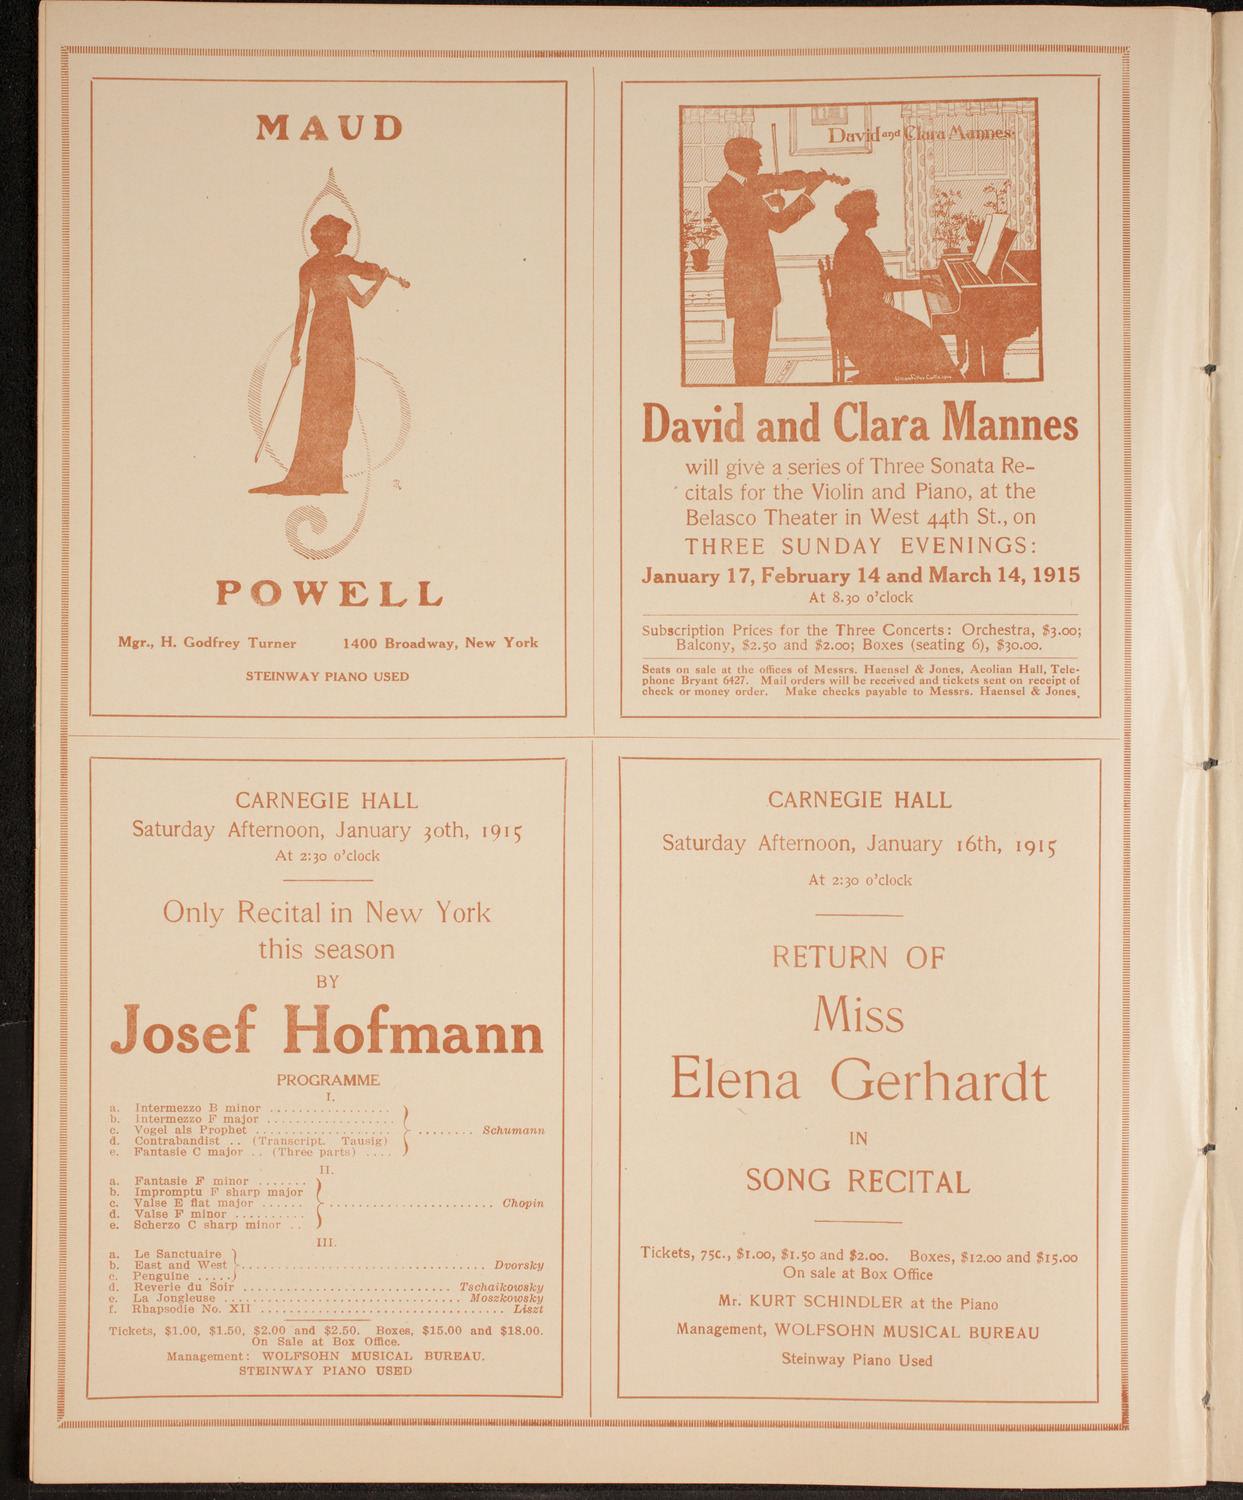 MAUD
POWELL
Mgr., H. Godfrey Turner 1400 Broadway, New York
STEINWAY PIANO USED
David and Clara Mannes
David and Clara Mannes
will give a series of Three Sonata Re-
citals for the Violin and Piano, at the
Belasco Theater in West 44th St., on
THREE SUNDAY EVENINGS:
January 17, February 14 and March 14, 1915
At 8.30 o'clock
Subscription Prices for the Three Concerts: Orchestra, $3.00;
Balcony, $2.50 and $2.00; Boxes (seating 6), $30.00.
Seats on sale at the offices of Messrs. Haensel & Jones, Aeolian Hall, Tele-
phone Bryant 6427. Mail orders will be received and tickets sent on receipt of
check or money order. Make checks payable to Messrs. Haensel & Jones.
CARNEGIE HALL
Saturday Afternoon, January 30th, 1915
At 2:30 o'clock
Only Recital in New York
this season
BY
Josef Hofmann
PROGRAMME
I.
a. Intermezzo B minor ................
b. Intermezzo F major ..................
c. Vogel als Prophet .................... ........ Schumann
d. Contrabandist .. (Transcript. Tausig)
e. Fantasie C major .. (Three parts) ....
II.
a. Fantasie F minor .......
b. Impromptu F sharp major
c. Valse E flat major ...... ........................ Chopin
d. Valse F minor ..........
e. Scherzo C sharp minor ..
III.
a. Le Sanctuaire
b. East and West ....................................... Dvorsky
c. Penguine .....
d. Reverie du Soir .............................. Tschaikowsky
e. La Jongleuse .................................. Moszkowsky
f. Rhapsodie No. XII ................................... Liszt
Tickets, $1.00, $1.50, $2.00 and $2.50. Boxes, $15.00 and $18.00.
On Sale at Box Office.
Management: WOLFSOHN MUSICAL BUREAU.
STEINWAY PIANO USED
CARNEGIE HALL
Saturday Afternoon, January 16th, 1915
At 2:30 o'clock
RETURN OF
Miss
Elena Gerhardt
IN
SONG RECITAL
Tickets, 75c., $1.00, $1.50 and $2.00. Boxes, $12.00 and $15.00
On sale at Box Office
Mr. KURT SCHINDLER at the Piano
Management, WOLFSOHN MUSICAL BUREAU
Steinway Piano Used